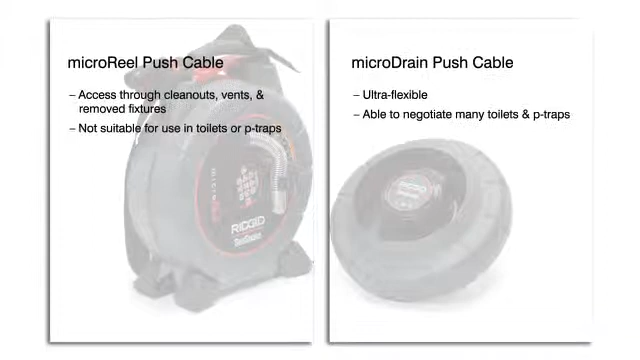 microReel Push Cable
– Access through cleanouts, vents, &
removed fixtures
– Not suitable for use in toilets or p-traps
RIDGID
SeeSnake
microDrain Push Cable
– Ultra-flexible
– Able to negotiate many toilets & p-traps